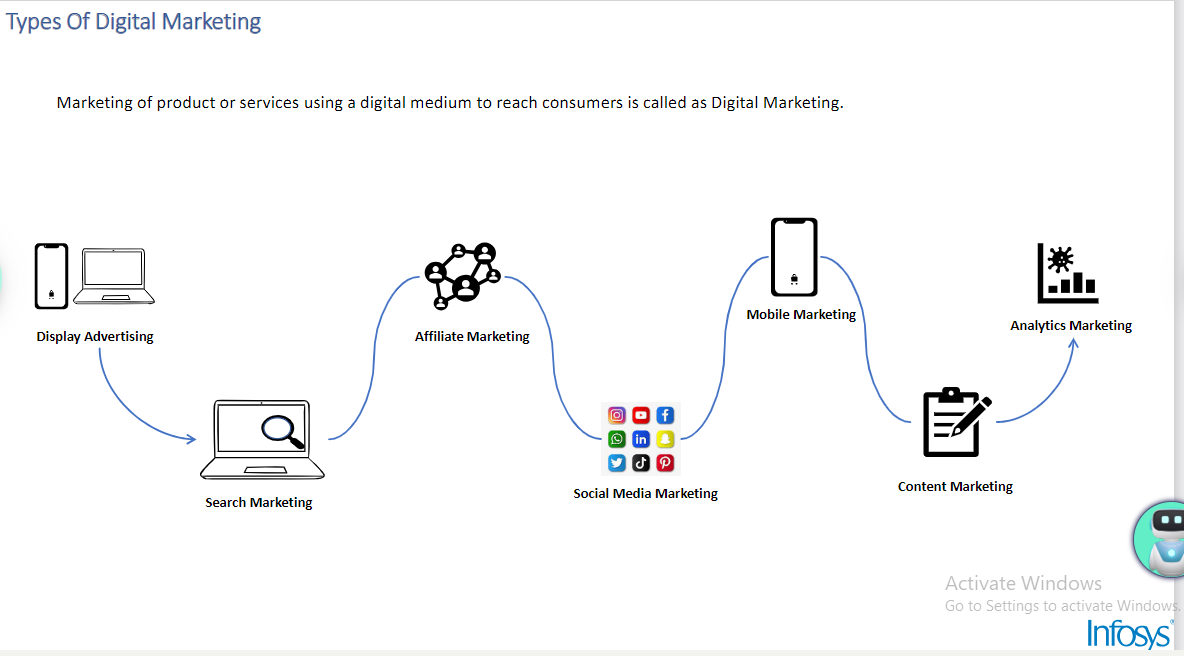 Types Of Digital Marketing
Marketing of product or services using a digital medium to reach consumers is called as Digital Marketing.
Display Advertising
Search Marketing
Affiliate Marketing
in
Social Media Marketing
Mobile Marketing
Content Marketing
Analytics Marketing
Activate Windows
Go to Settings to activate Windows.
Infosys®